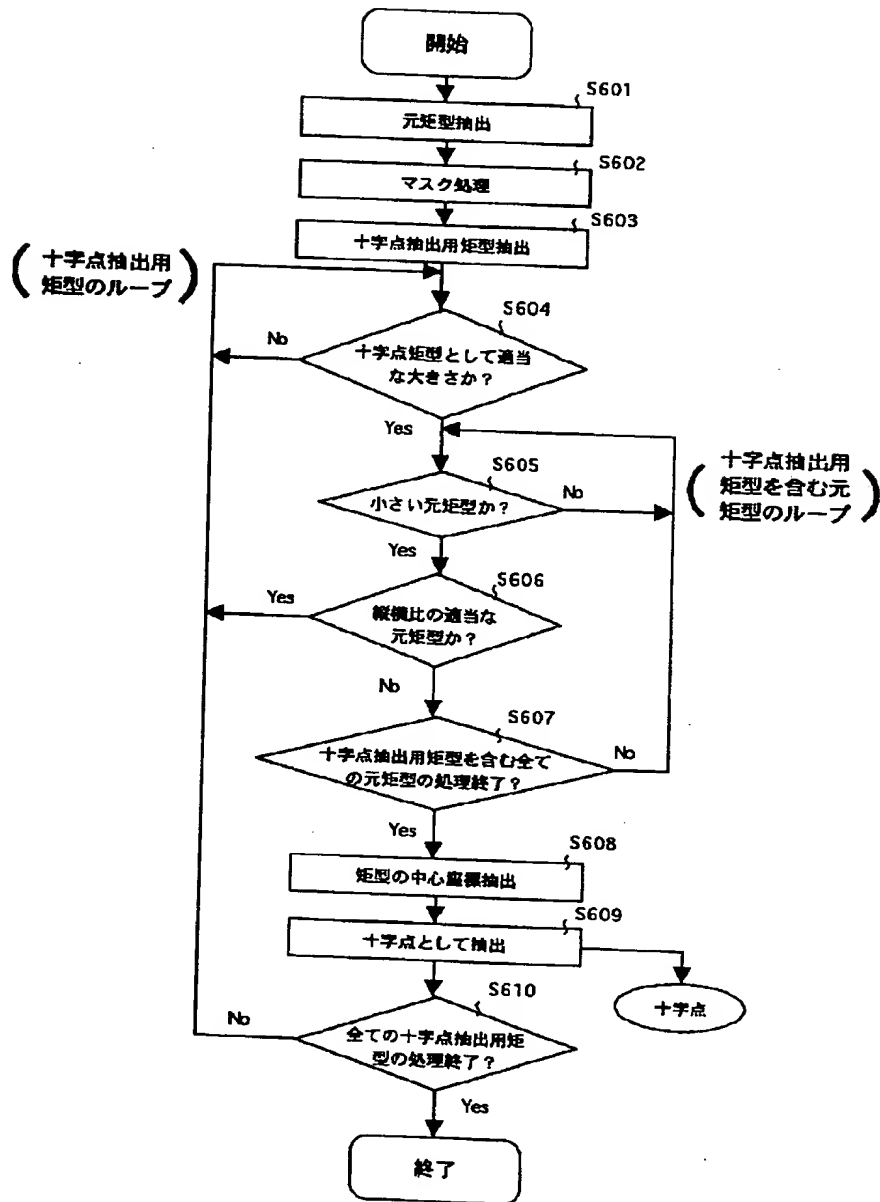 開始
S601
元矩型抽出
S602
マスク処理
S603
十字点抽出用矩型抽出
( 十字点抽出用
矩型のループ )
S604
No
十字点矩型として適当
な大きさか?
Yes
S605
小さい元矩型か?
No
( 十字点抽出用
矩型を含む元
矩型のループ )
Yes
S606
Yes
縦横比の適当な
元矩型か?
No
S607
十字点抽出用矩型を含む全て
の元矩型の処理終了?
No
Yes
S608
矩型の中心座標抽出
S609
十字点として抽出
十字点
S610
No
全ての十字点抽出用矩
型の処理終了?
Yes
終了